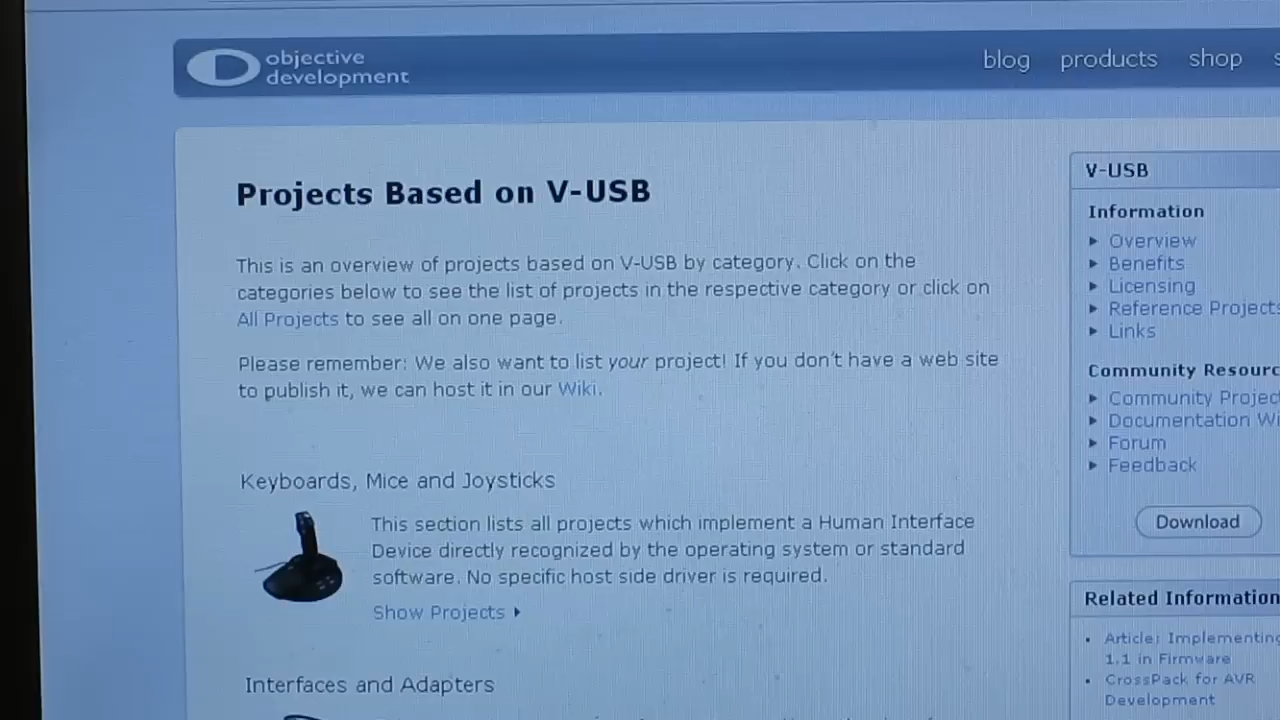 objective
development
blog products shop
Projects Based on V-USB
This is an overview of projects based on V-USB by category. Click on the
categories below to see the list of projects in the respective category or click on
All Projects to see all on one page.
Please remember: We also want to list your project! If you don't have a web site
to publish it, we can host it in our Wiki.
Keyboards, Mice and Joysticks
This section lists all projects which implement a Human Interface
Device directly recognized by the operating system or standard
software. No specific host side driver is required.
Show Projects
Interfaces and Adapters
V-USB
Information
Overview
Benefits
Licensing
Reference Projects
Links
Community Resourc
Community Project
Documentation Wi
Forum
Feedback
Download
Related Information
Article: Implementing
1.1 in Firmware
CrossPack for AVR
Development